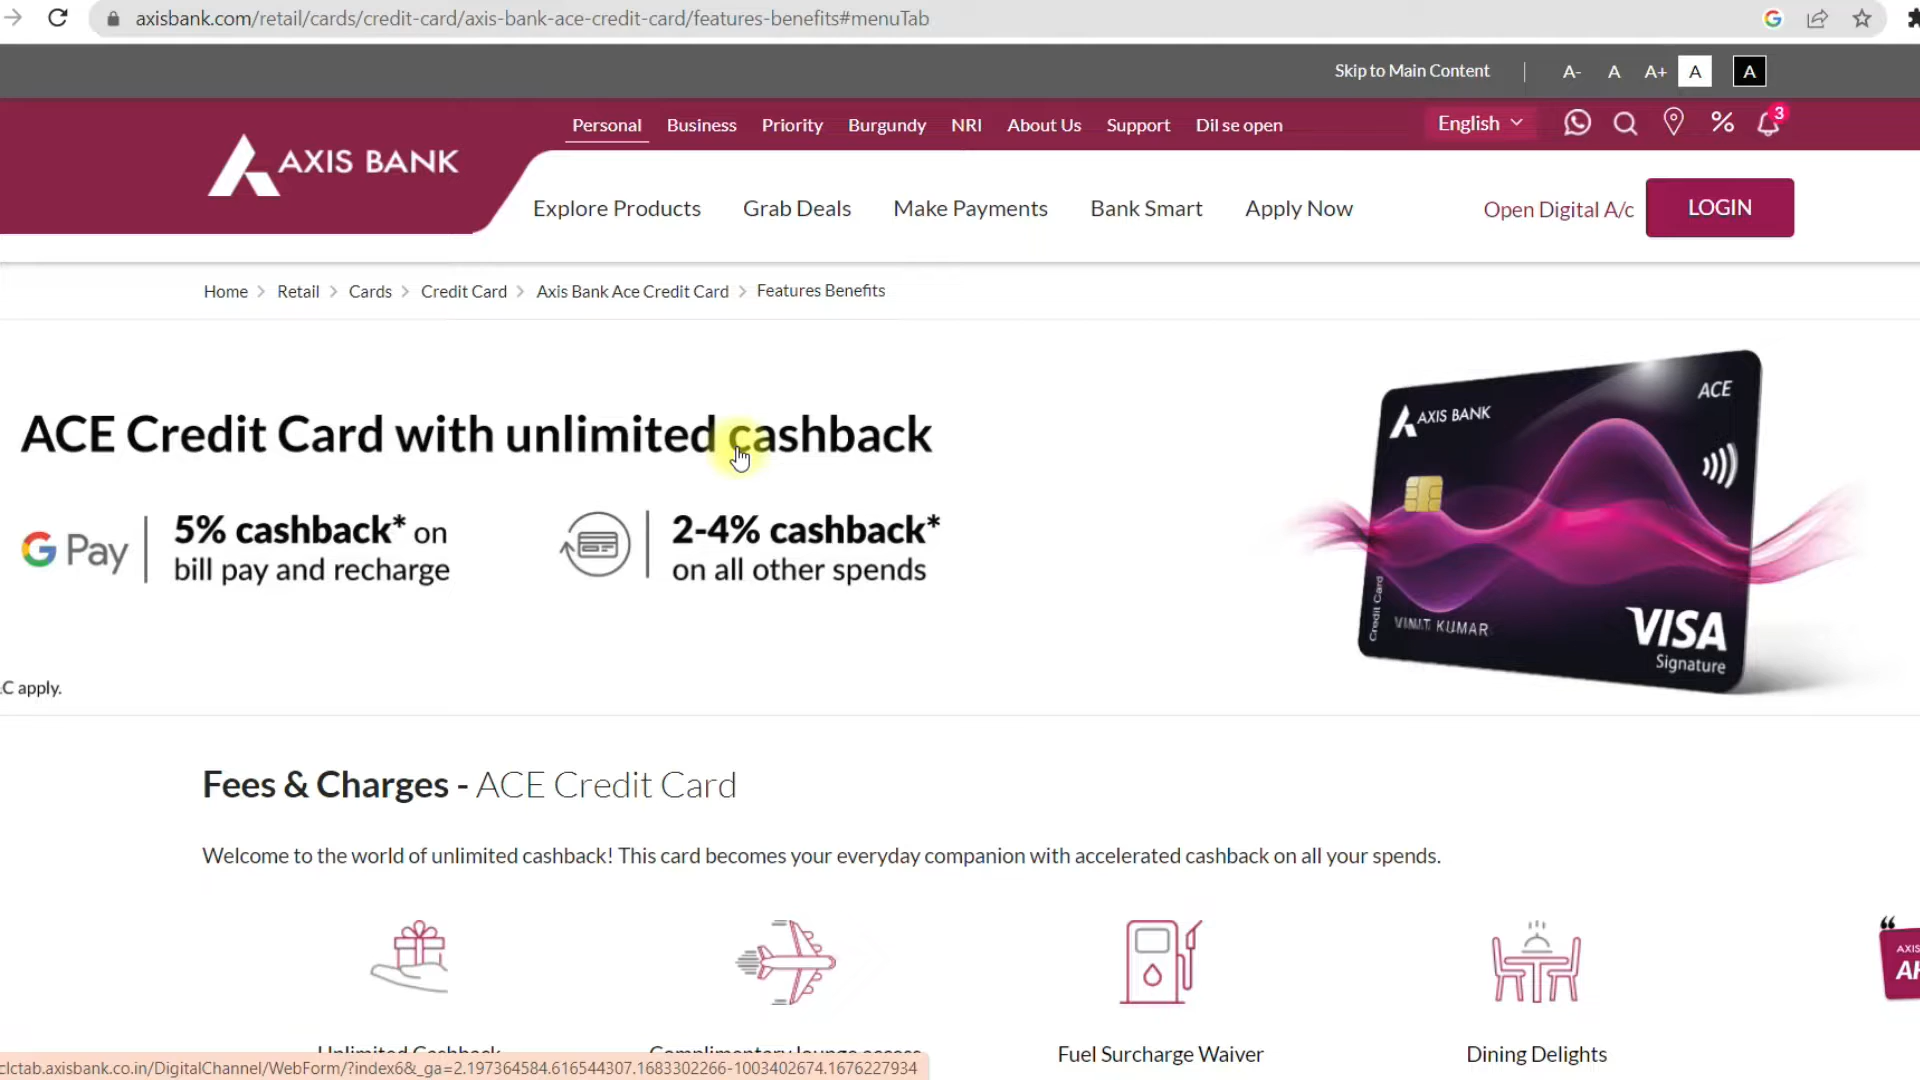 axisbank.com/retail/cards/credit-card/axis-bank-ace-credit-card/features-benefits#menuTab
Skip to Main Content | A- A A+ A A
Personal Business Priority Burgundy NRI About Us Support Dil se open English 3
AXIS BANK
Explore Products Grab Deals Make Payments Bank Smart Apply Now Open Digital A/c LOGIN
Home > Retail > Cards > Credit Card > Axis Bank Ace Credit Card > Features Benefits
ACE Credit Card with unlimited cashback
G Pay
5% cashback* on
bill pay and recharge
2-4% cashback*
on all other spends
C apply.
ACE
AXIS BANK
Credit Card
VINIT KUMAR
VISA
Signature
Fees & Charges - ACE Credit Card
Welcome to the world of unlimited cashback! This card becomes your everyday companion with accelerated cashback on all your spends.
AXIS
Unlimited Cashback Complimentary lounge access Fuel Surcharge Waiver Dining Delights
clctab.axisbank.co.in/DigitalChannel/WebForm/?index6&_ga=2.197364584.616544307.1683302266-1003402674.1676227934